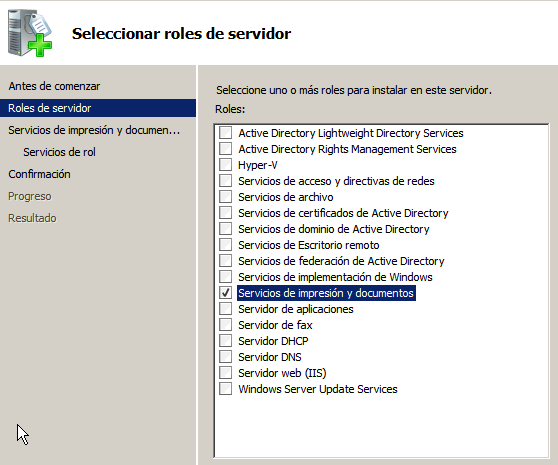 Seleccionar roles de servidor
Antes de comenzar
Roles de servidor
Servicios de impresión y documen...
Servicios de rol
Confirmación
Progreso
Resultado
Seleccione uno o más roles para instalar en este servidor.
Roles:
Active Directory Lightweight Directory Services
Active Directory Rights Management Services
Hyper-V
Servicios de acceso y directivas de redes
Servicios de archivo
Servicios de certificados de Active Directory
Servicios de dominio de Active Directory
Servicios de Escritorio remoto
Servicios de federación de Active Directory
Servicios de implementación de Windows
Servicios de impresión y documentos
Servidor de aplicaciones
Servidor de fax
Servidor DHCP
Servidor DNS
Servidor web (IIS)
Windows Server Update Services